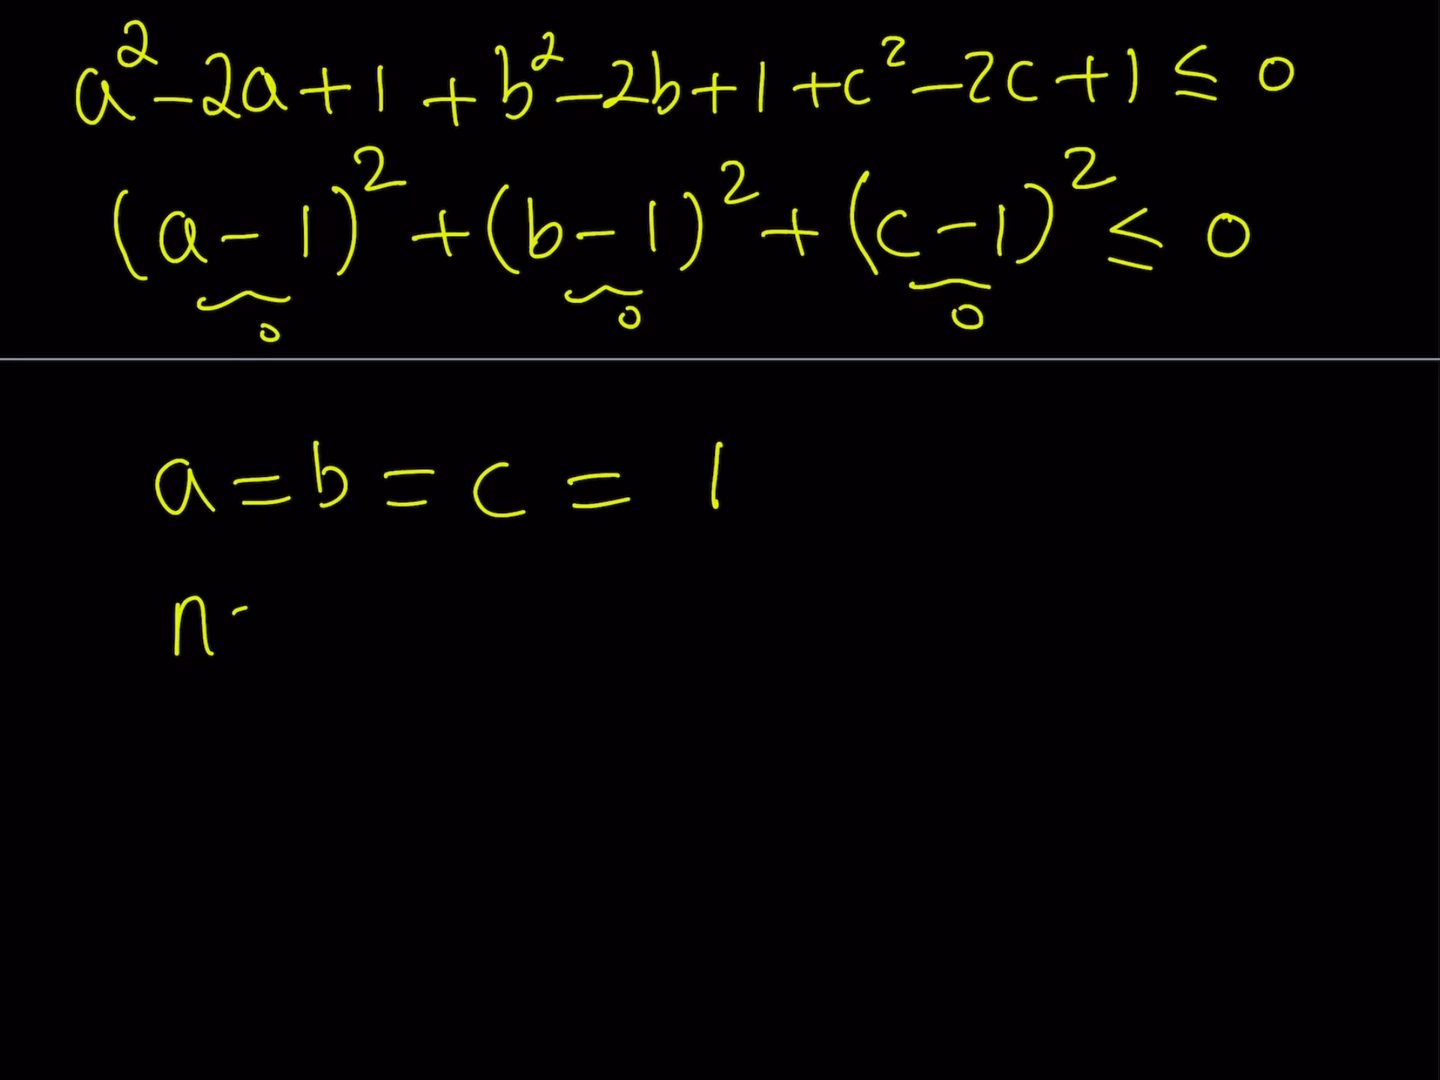 a² - 2a + 1 + b² - 2b + 1 + c² - 2c + 1 ≤ 0
(a - 1)² + (b - 1)² + (c - 1)² ≤ 0
0 0 0
a = b = c = 1
n -